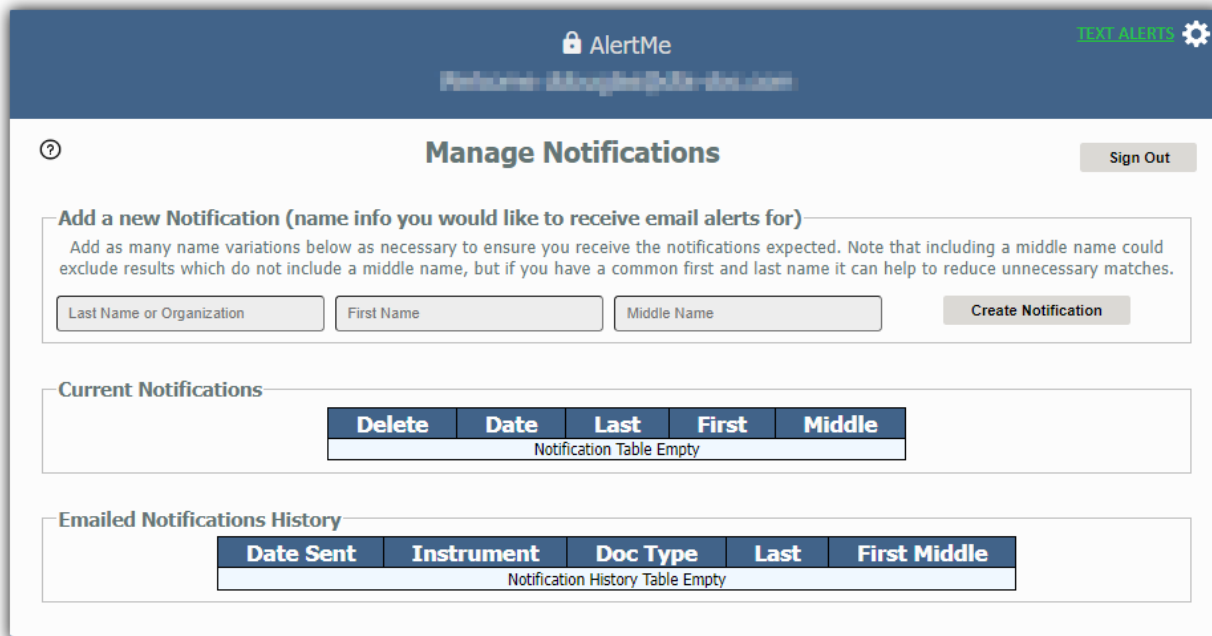 TEXT ALERTS
AlertMe
Manage Notifications
Sign Out
Add a new Notification (name info you would like to receive email alerts for)
Add as many name variations below as necessary to ensure you receive the notifications expected. Note that including a middle name could
exclude results which do not include a middle name, but if you have a common first and last name it can help to reduce unnecessary matches.
Last Name or Organization First Name Middle Name Create Notification
Current Notifications
Delete Date Last First Middle
Notification Table Empty
Emailed Notifications History
Date Sent Instrument Doc Type Last First Middle
Notification History Table Empty